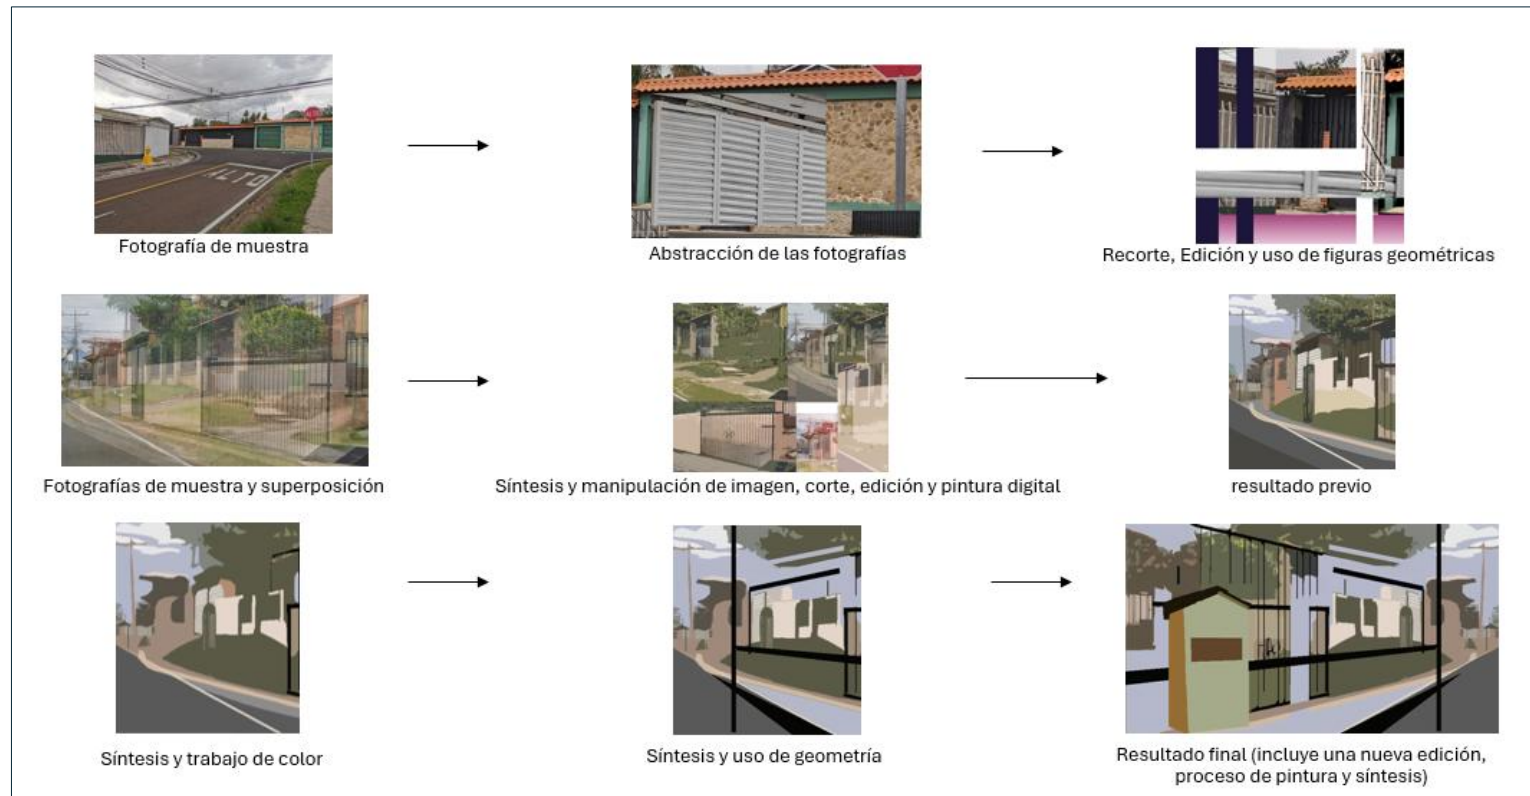 ALTO
Fotografía de muestra
Abstracción de las fotografías
Recorte, Edición y uso de figuras geométricas
Fotografías de muestra y superposición
Síntesis y manipulación de imagen, corte, edición y pintura digital
resultado previo
Síntesis y trabajo de color
Síntesis y uso de geometría
Resultado final (incluye una nueva edición,
proceso de pintura y síntesis)